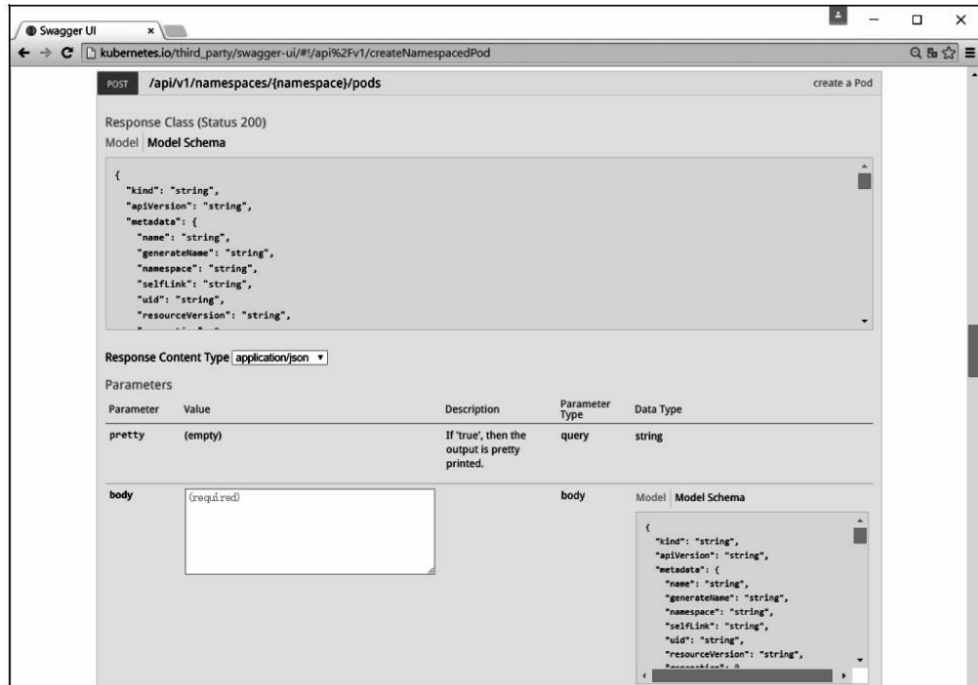 Swagger UI
kubernetes.io/third_party/swagger-ui/#!/api%2Fv1/createNamespacedPod
POST /api/v1/namespaces/{namespace}/pods create a Pod
Response Class (Status 200)
Model Model Schema
{
"kind": "string",
"apiVersion": "string",
"metadata": {
"name": "string",
"generateName": "string",
"namespace": "string",
"selfLink": "string",
"uid": "string",
"resourceVersion": "string",
Response Content Type application/json
Parameters
Parameter Value Description Parameter Type Data Type
pretty (empty) If 'true', then the output is pretty printed. query string
body (required) body Model Model Schema
{
"kind": "string",
"apiVersion": "string",
"metadata": {
"name": "string",
"generateName": "string",
"namespace": "string",
"selfLink": "string",
"uid": "string",
"resourceVersion": "string",